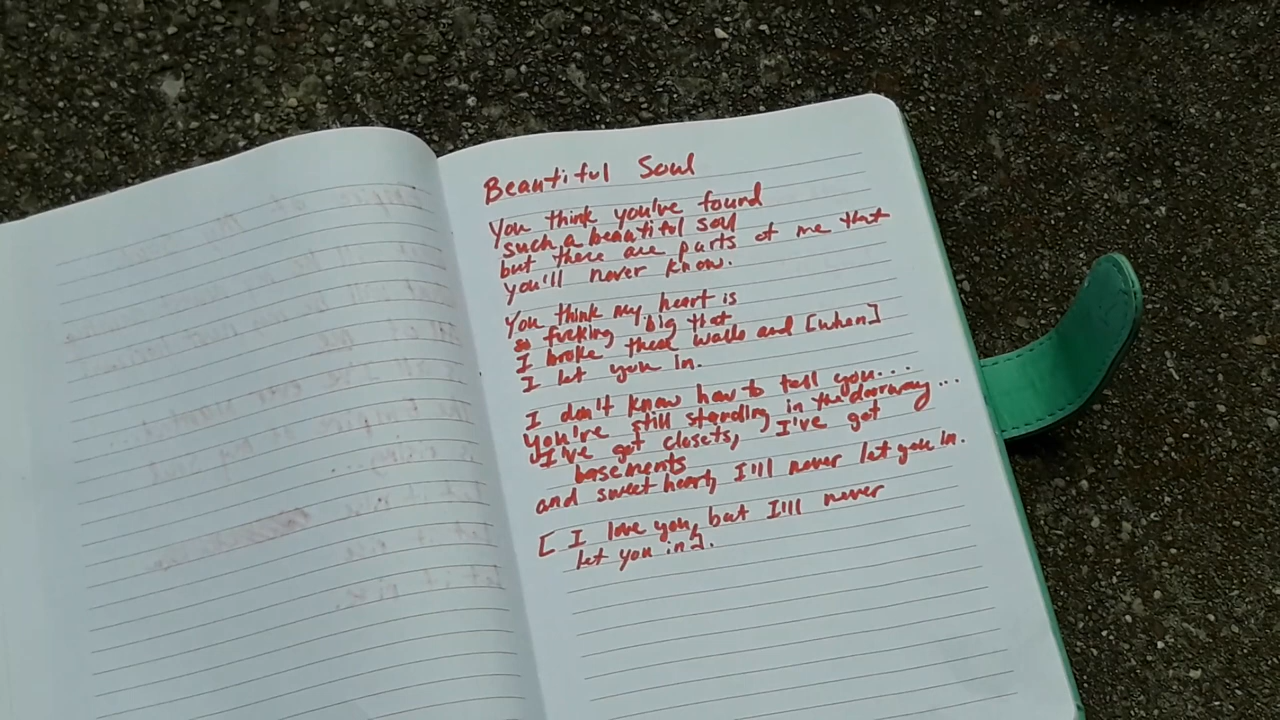 Beautiful Soul
You think you've found
such a beautiful soul
but there are parts of me that
you'll never know.
You think my heart is
so fucking big that
I broke these walls and [when]
I let you in.
I don't know how to tell you...
You're still standing in the doorway...
I've got closets, I've got
basements
and sweet heart, I'll never let you in.
[ I love you, but I'll never
let you in].